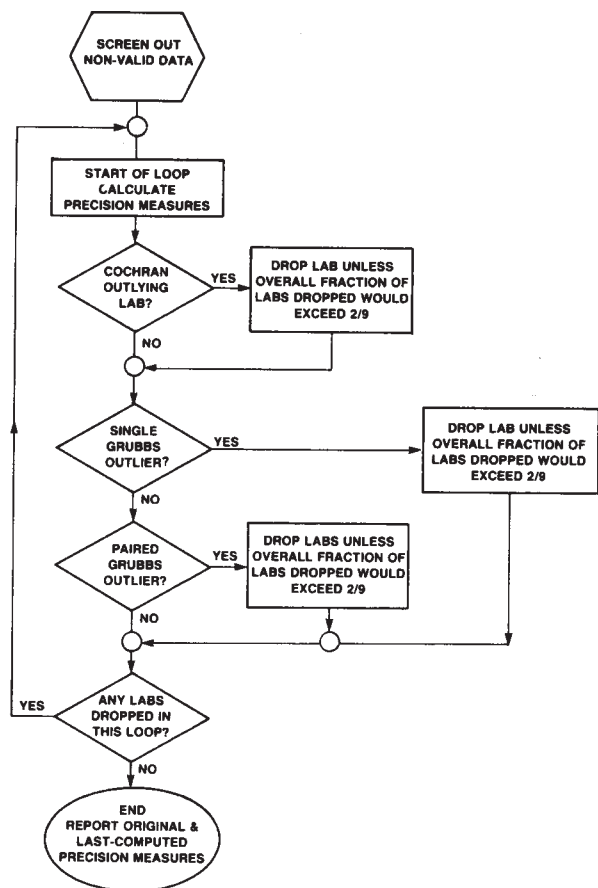 SCREEN OUT
NON-VALID DATA
START OF LOOP
CALCULATE
PRECISION MEASURES
COCHRAN
OUTLYING
LAB?
YES
DROP LAB UNLESS
OVERALL FRACTION OF
LABS DROPPED WOULD
EXCEED 2/9
NO
SINGLE
GRUBBS
OUTLIER?
YES
DROP LAB UNLESS
OVERALL FRACTION OF
LABS DROPPED WOULD
EXCEED 2/9
NO
PAIRED
GRUBBS
OUTLIER?
YES
DROP LABS UNLESS
OVERALL FRACTION OF
LABS DROPPED WOULD
EXCEED 2/9
NO
YES
ANY LABS
DROPPED IN
THIS LOOP?
NO
END
REPORT ORIGINAL &
LAST-COMPUTED
PRECISION MEASURES